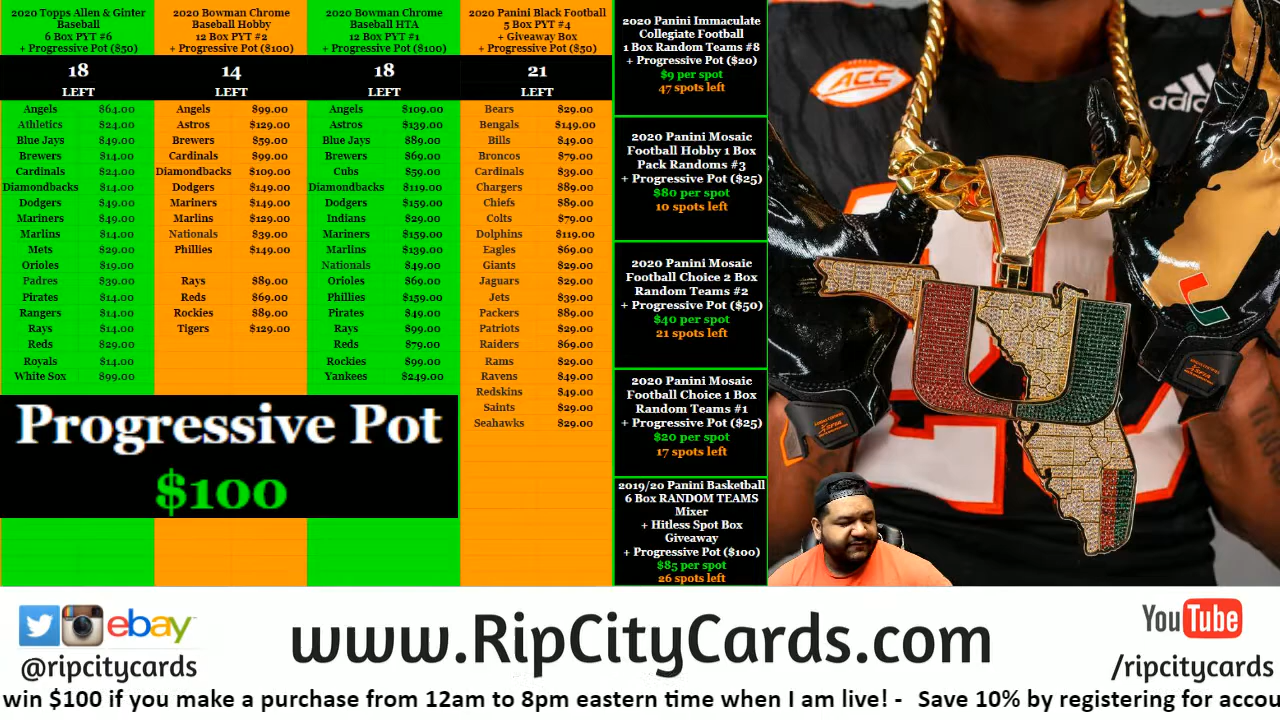 2020 Topps Allen & Ginter
Baseball
6 Box PYT #6
+ Progressive Pot ($50)
18
LEFT
Angels $64.00
Athletics $24.00
Blue Jays $49.00
Brewers $14.00
Cardinals $24.00
Diamondbacks $14.00
Dodgers $49.00
Mariners $49.00
Marlins $14.00
Mets $29.00
Orioles $19.00
Padres $39.00
Pirates $14.00
Rangers $14.00
Rays $14.00
Reds $29.00
Royals $14.00
White Sox $99.00
2020 Bowman Chrome
Baseball Hobby
12 Box PYT #2
+ Progressive Pot ($100)
14
LEFT
Angels $99.00
Astros $129.00
Brewers $59.00
Cardinals $99.00
Diamondbacks $109.00
Dodgers $149.00
Mariners $149.00
Marlins $129.00
Nationals $39.00
Phillies $149.00
Rays $89.00
Reds $69.00
Rockies $89.00
Tigers $129.00
2020 Bowman Chrome
Baseball HTA
12 Box PYT #1
+ Progressive Pot ($100)
18
LEFT
Angels $109.00
Astros $139.00
Blue Jays $89.00
Brewers $69.00
Cubs $59.00
Diamondbacks $119.00
Dodgers $159.00
Indians $29.00
Mariners $159.00
Marlins $139.00
Nationals $49.00
Orioles $69.00
Phillies $159.00
Pirates $49.00
Rays $99.00
Reds $79.00
Rockies $99.00
Yankees $249.00
2020 Panini Black Football
5 Box PYT #4
+ Giveaway Box
+ Progressive Pot ($50)
21
LEFT
Bears $29.00
Bengals $149.00
Bills $49.00
Broncos $79.00
Cardinals $39.00
Chargers $89.00
Chiefs $89.00
Colts $79.00
Dolphins $119.00
Eagles $69.00
Giants $29.00
Jaguars $29.00
Jets $39.00
Packers $89.00
Patriots $29.00
Raiders $69.00
Rams $29.00
Ravens $49.00
Redskins $49.00
Saints $29.00
Seahawks $29.00
Progressive Pot
$100
2020 Panini Immaculate
Collegiate Football
1 Box Random Teams #8
+ Progressive Pot ($20)
$9 per spot
47 spots left
2020 Panini Mosaic
Football Hobby 1 Box
Pack Randoms #3
+ Progressive Pot ($25)
$80 per spot
10 spots left
2020 Panini Mosaic
Football Choice 2 Box
Random Teams #2
+ Progressive Pot ($50)
$40 per spot
21 spots left
2020 Panini Mosaic
Football Choice 1 Box
Random Teams #1
+ Progressive Pot ($25)
$20 per spot
17 spots left
2019/20 Panini Basketball
6 Box RANDOM TEAMS
Mixer
+ Hitless Spot Box
Giveaway
+ Progressive Pot ($100)
$85 per spot
26 spots left
ACC
adid
ebay
@ripcitycards
www.RipCityCards.com
YouTube
/ripcitycards
win $100 if you make a purchase from 12am to 8pm eastern time when I am live! - Save 10% by registering for accou